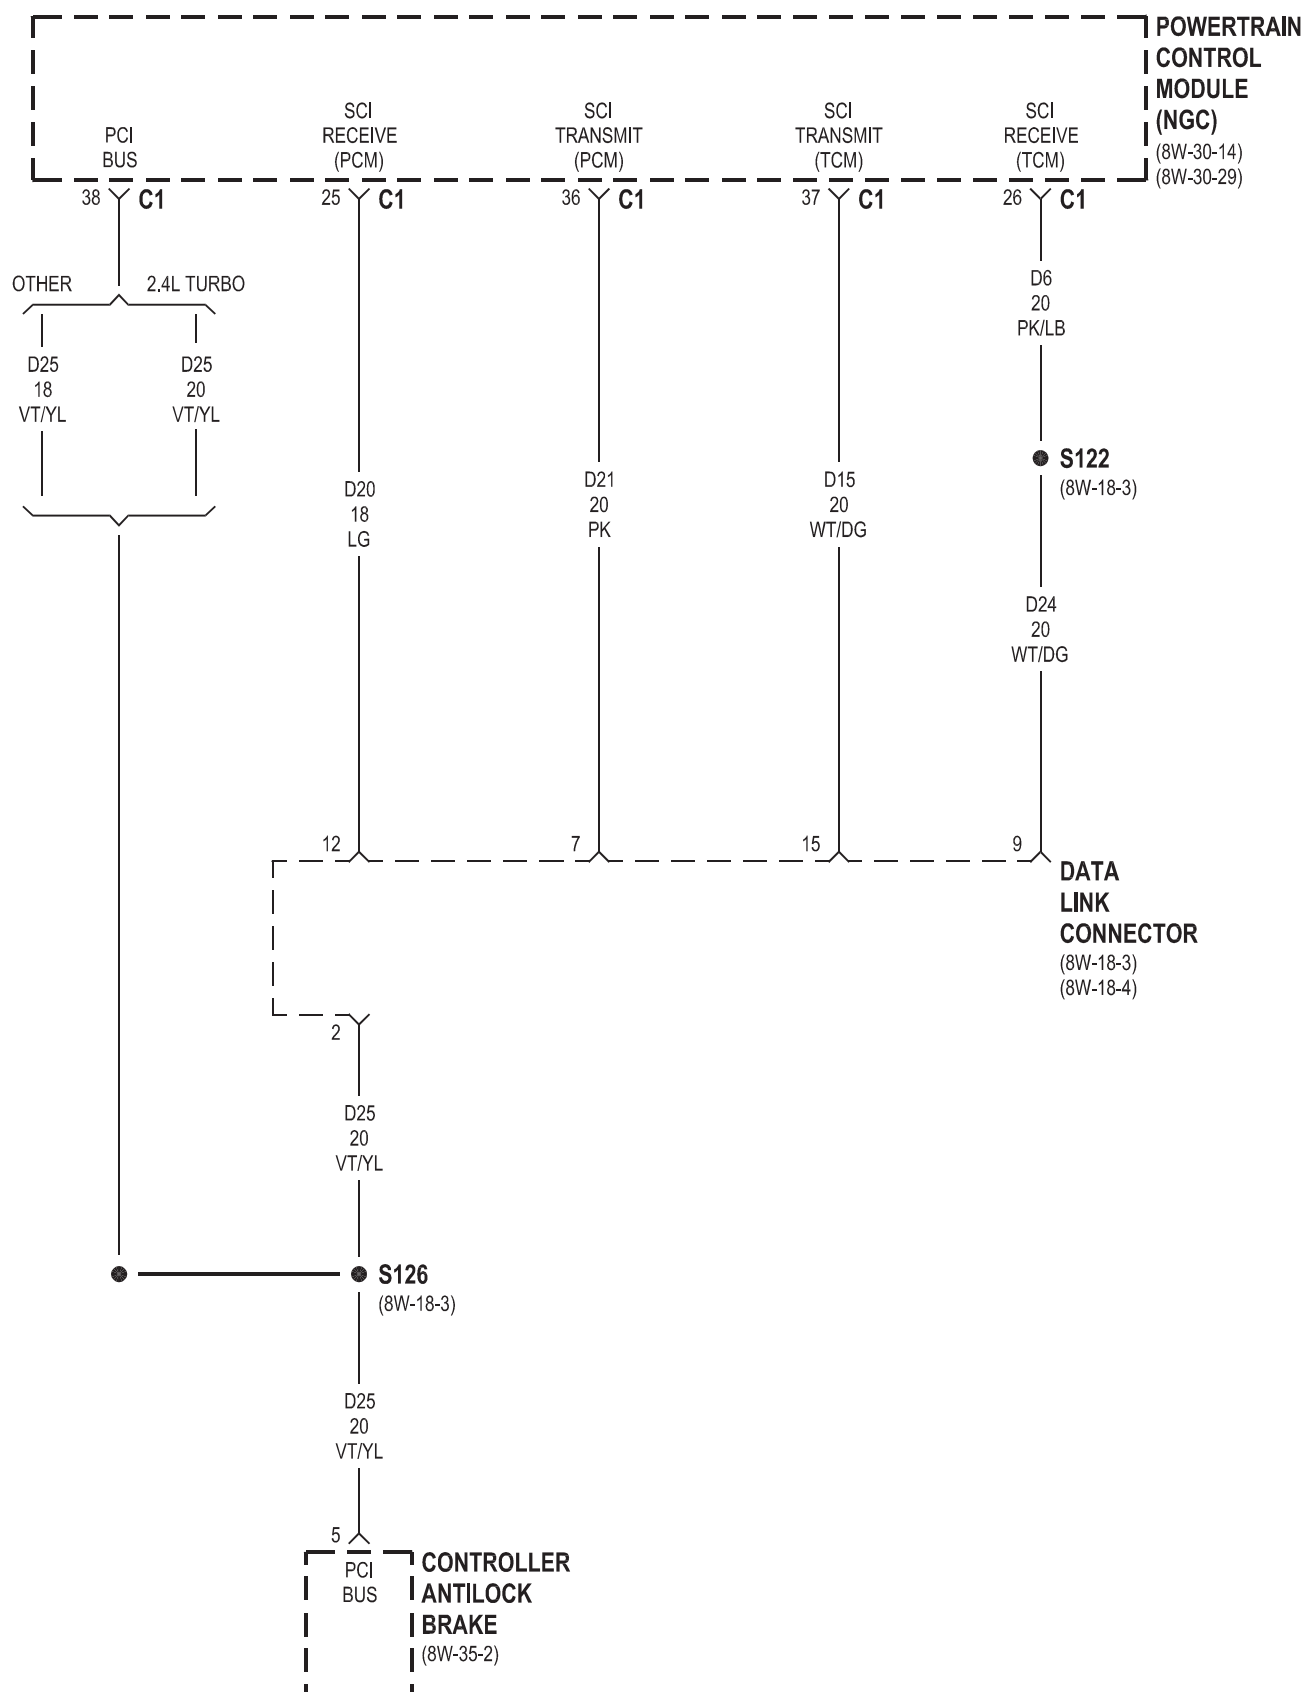 POWERTRAIN
CONTROL
MODULE
(NGC)
(8W-30-14)
(8W-30-29)
PCI
BUS
SCI
RECEIVE
(PCM)
SCI
TRANSMIT
(PCM)
SCI
TRANSMIT
(TCM)
SCI
RECEIVE
(TCM)
38 C1
25 C1
36 C1
37 C1
26 C1
OTHER
2.4L TURBO
D25
18
VT/YL
D25
20
VT/YL
D20
18
LG
D21
20
PK
D15
20
WT/DG
D6
20
PK/LB
S122
(8W-18-3)
D24
20
WT/DG
12
7
15
9
DATA
LINK
CONNECTOR
(8W-18-3)
(8W-18-4)
2
D25
20
VT/YL
S126
(8W-18-3)
D25
20
VT/YL
5
PCI
BUS
CONTROLLER
ANTILOCK
BRAKE
(8W-35-2)